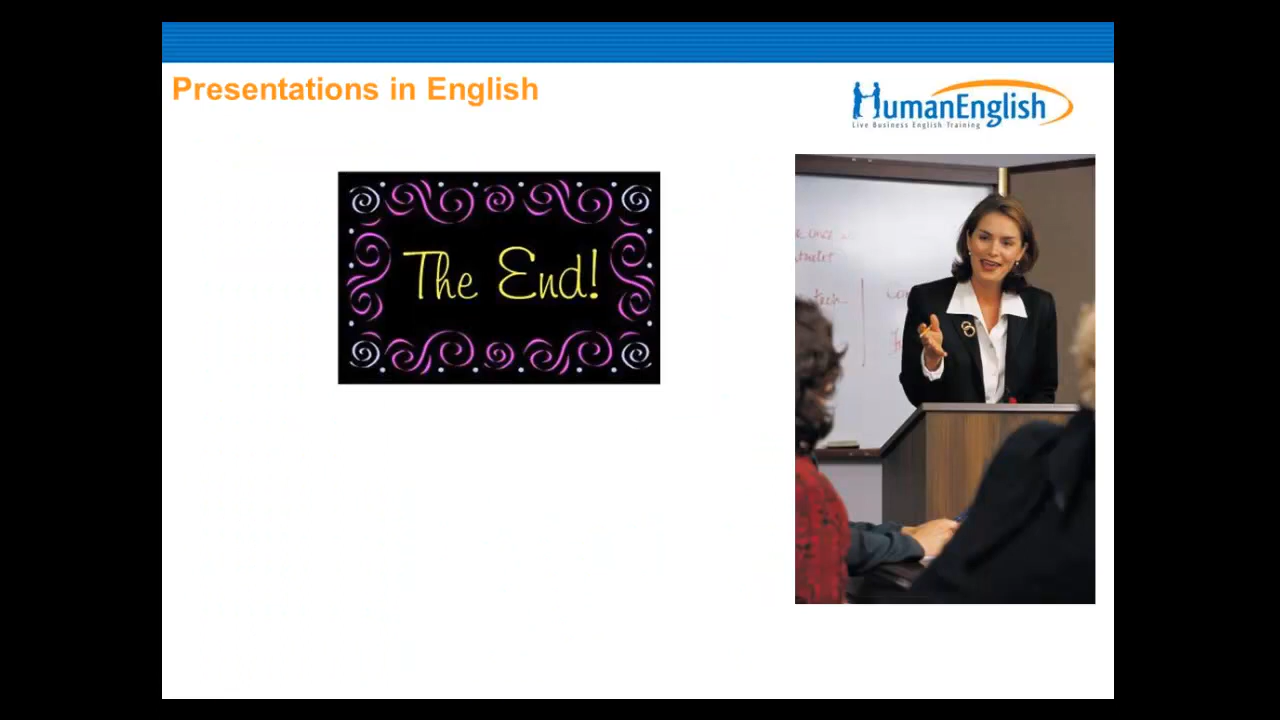 Presentations in English
HumanEnglish
Live Business English Training
The End!